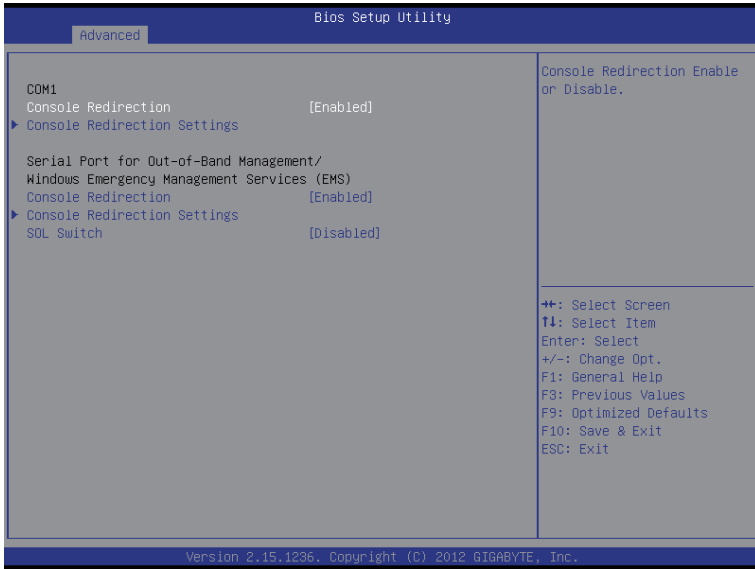 Bios Setup Utility
Advanced
COM1
Console Redirection [Enabled]
Console Redirection Settings
Serial Port for Out-of-Band Management/
Windows Emergency Management Services (EMS)
Console Redirection [Enabled]
Console Redirection Settings
SOL Switch [Disabled]
Console Redirection Enable
or Disable.
→←: Select Screen
↑↓: Select Item
Enter: Select
+/-: Change Opt.
F1: General Help
F3: Previous Values
F9: Optimized Defaults
F10: Save & Exit
ESC: Exit
Version 2.15.1236. Copyright (C) 2012 GIGABYTE, Inc.